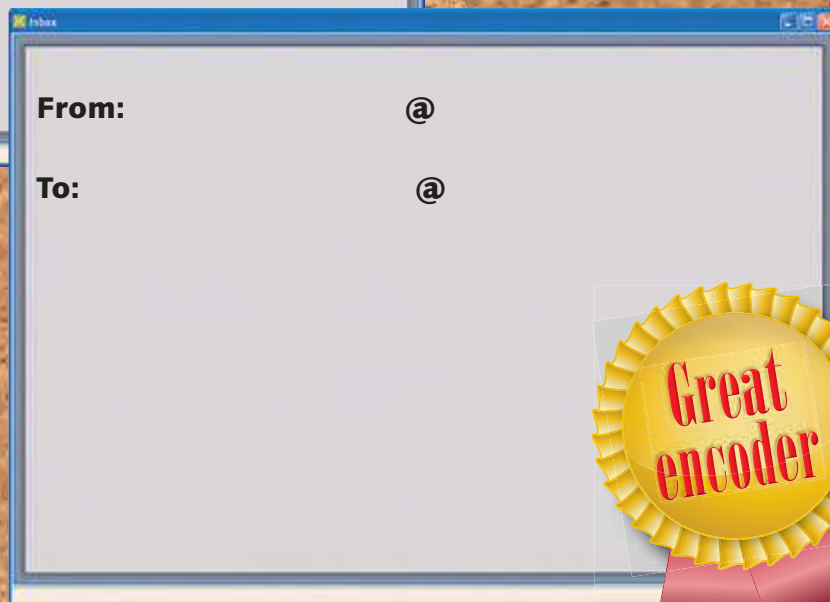 Inbox
From: @
To: @
Great
encoder